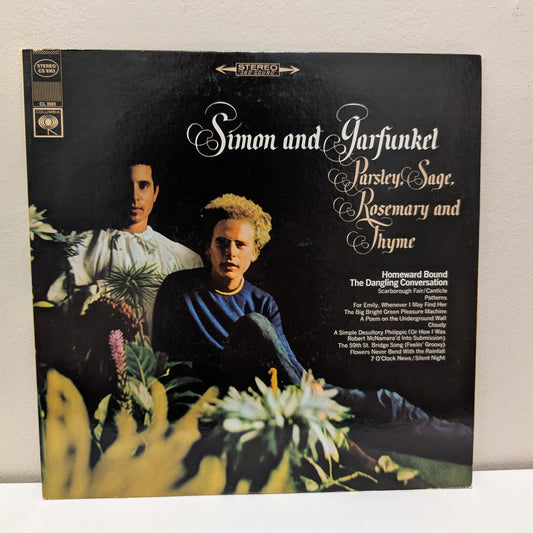 STEREO
CS 9363
CL 2563
COLUMBIA
STEREO
"360 SOUND"
Simon and Garfunkel
Parsley, Sage,
Rosemary and
Thyme
Homeward Bound
The Dangling Conversation
Scarborough Fair/Canticle
Patterns
For Emily, Whenever I May Find Her
The Big Bright Green Pleasure Machine
A Poem on the Underground Wall
Cloudy
A Simple Desultory Philippic (Or How I Was
Robert McNamara'd Into Submission)
The 59th St. Bridge Song (Feelin' Groovy)
Flowers Never Bend With the Rainfall
7 O'Clock News/Silent Night